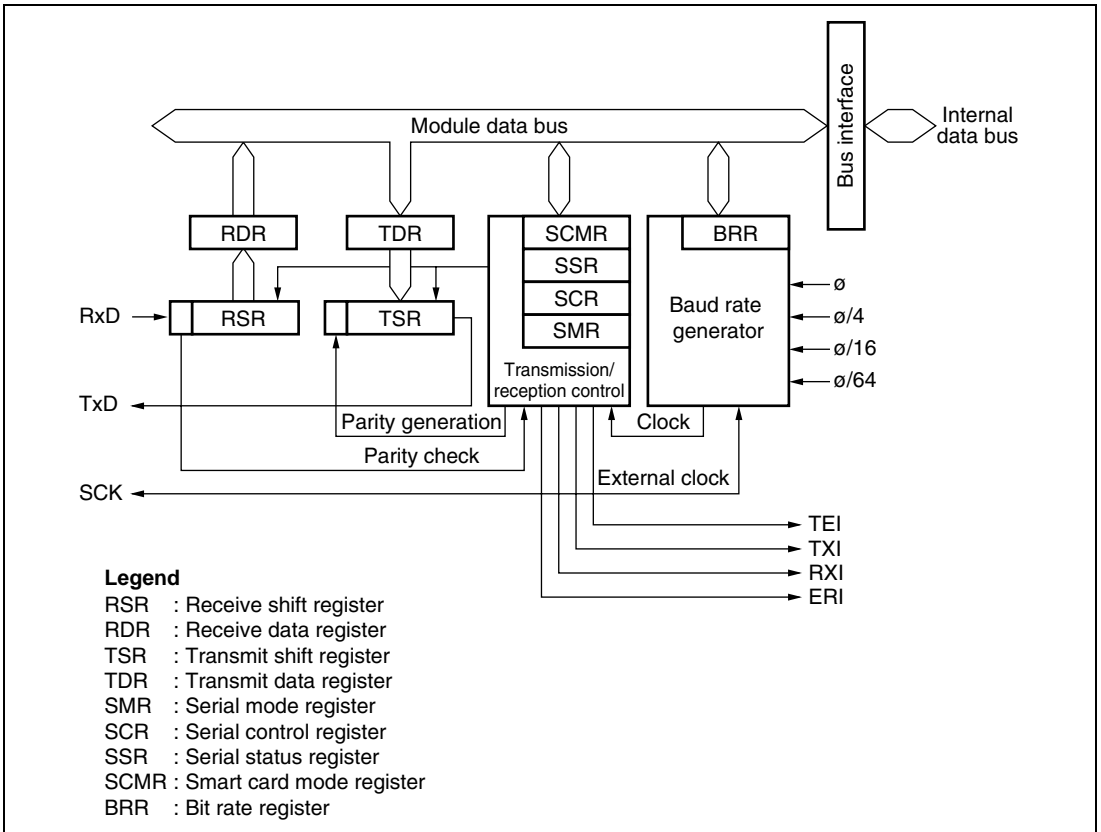 Bus interface
Internal
data bus
Module data bus
RDR
TDR
SCMR
BRR
SSR
SCR
SMR
RxD
RSR
TSR
Baud rate
generator
ø
ø/4
ø/16
ø/64
Transmission/
reception control
TxD
Parity generation
Clock
Parity check
External clock
SCK
TEI
TXI
RXI
ERI
Legend
RSR : Receive shift register
RDR : Receive data register
TSR : Transmit shift register
TDR : Transmit data register
SMR : Serial mode register
SCR : Serial control register
SSR : Serial status register
SCMR : Smart card mode register
BRR : Bit rate register